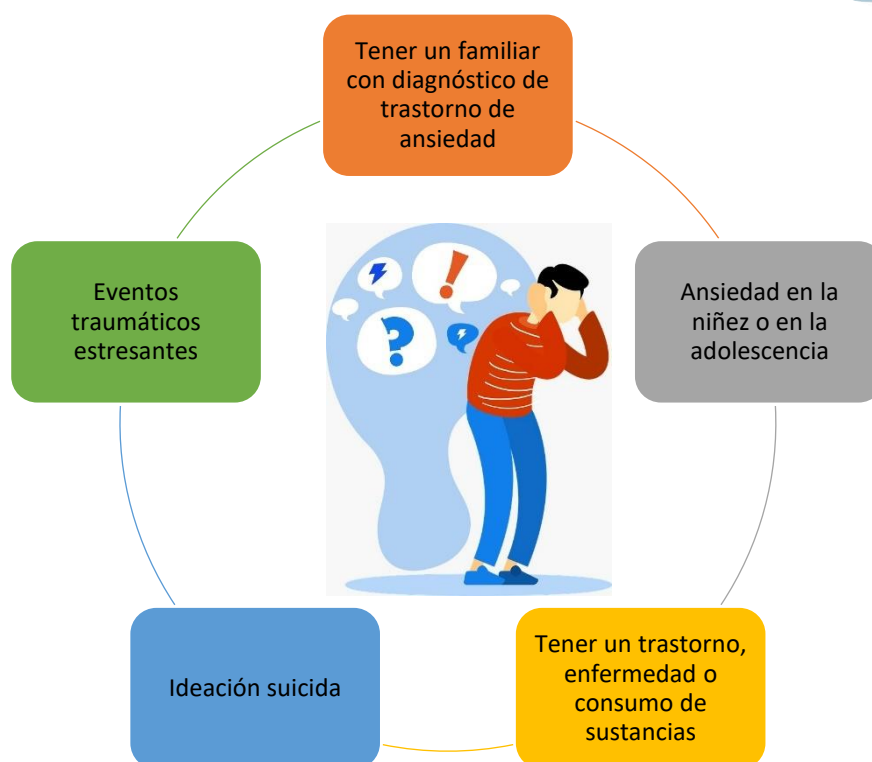 Tener un familiar
con diagnóstico de
trastorno de
ansiedad
Ansiedad en la
niñez o en la
adolescencia
Tener un trastorno,
enfermedad o
consumo de
sustancias
Ideación suicida
Eventos
traumáticos
estresantes
!
?